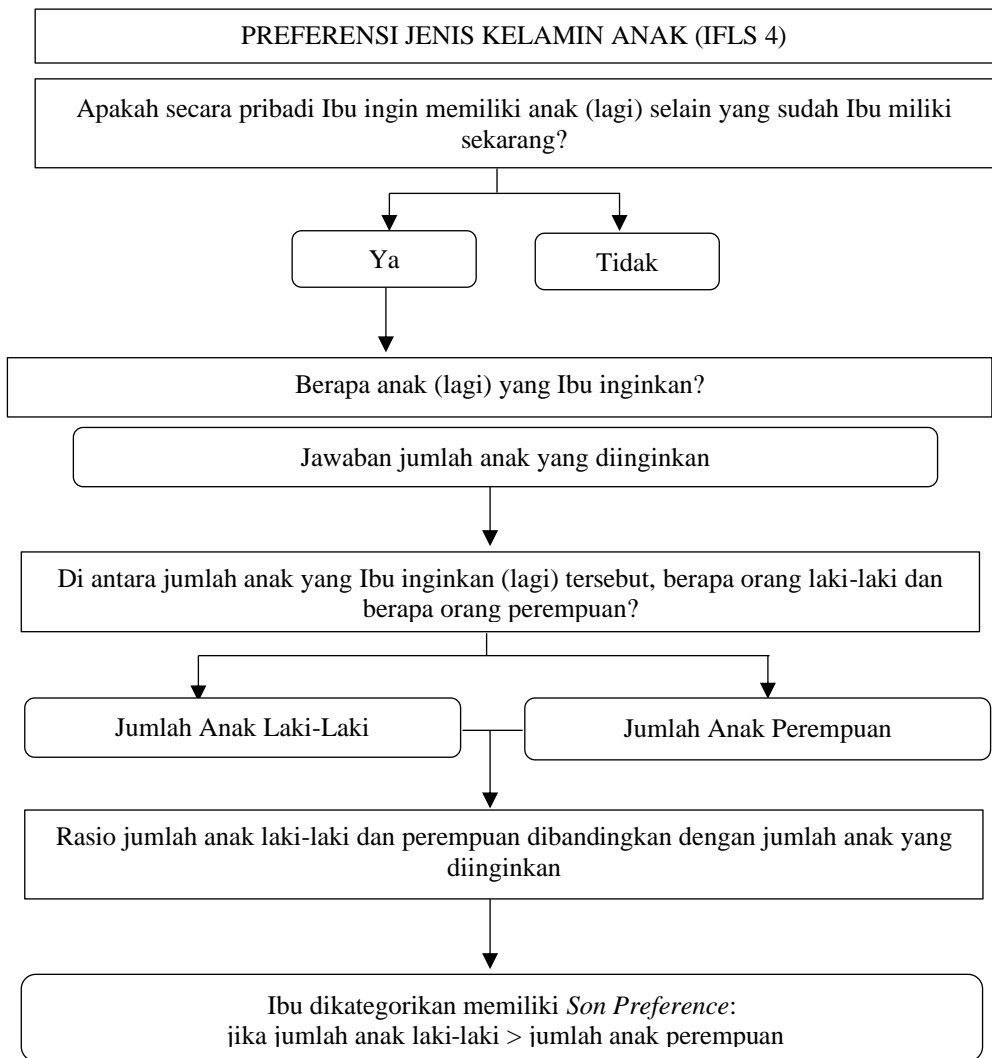 PREFERENSI JENIS KELAMIN ANAK (IFLS 4)
Apakah secara pribadi Ibu ingin memiliki anak (lagi) selain yang sudah Ibu miliki
sekarang?
Ya
Tidak
Berapa anak (lagi) yang Ibu inginkan?
Jawaban jumlah anak yang diinginkan
Di antara jumlah anak yang Ibu inginkan (lagi) tersebut, berapa orang laki-laki dan
berapa orang perempuan?
Jumlah Anak Laki-Laki
Jumlah Anak Perempuan
Rasio jumlah anak laki-laki dan perempuan dibandingkan dengan jumlah anak yang
diinginkan
Ibu dikategorikan memiliki Son Preference:
jika jumlah anak laki-laki > jumlah anak perempuan